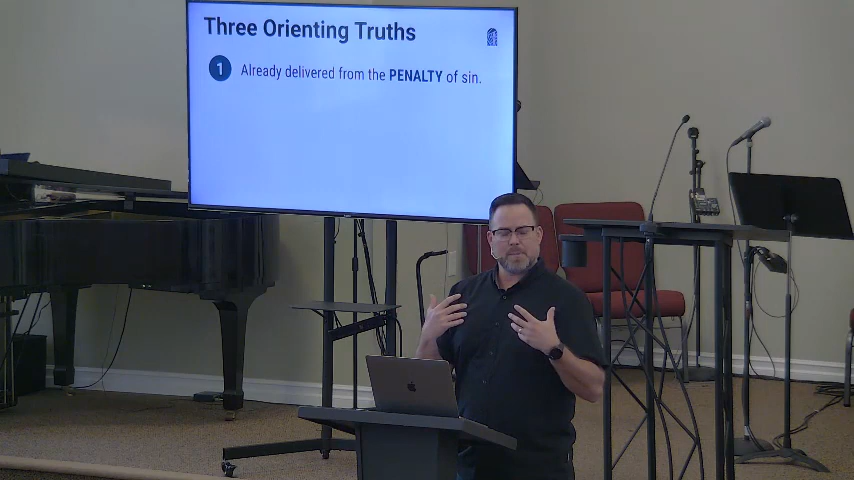 Three Orienting Truths
1 Already delivered from the PENALTY of sin.